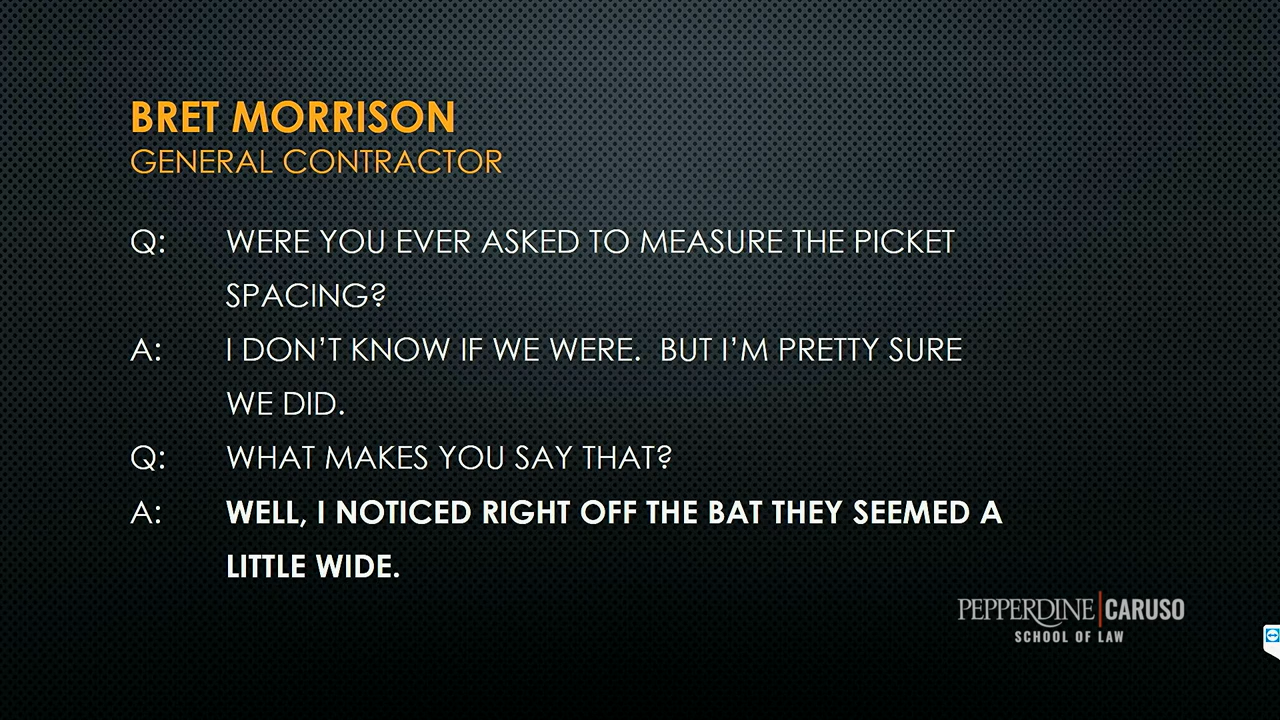 BRET MORRISON
GENERAL CONTRACTOR
Q: WERE YOU EVER ASKED TO MEASURE THE PICKET
SPACING?
A: I DON'T KNOW IF WE WERE. BUT I'M PRETTY SURE
WE DID.
Q: WHAT MAKES YOU SAY THAT?
A: WELL, I NOTICED RIGHT OFF THE BAT THEY SEEMED A
LITTLE WIDE.
PEPPERDINE | CARUSO
SCHOOL OF LAW